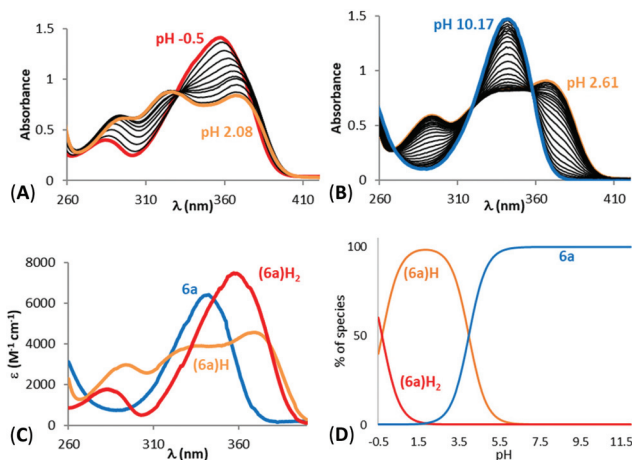 1.5
1
0.5
0
Absorbance
pH -0.5
pH 2.08
260 310 360 410
λ (nm)
(A)
1.5
1
0.5
0
Absorbance
pH 10.17
pH 2.61
260 320 360 410
λ (nm)
(B)
8000
6000
4000
2000
0
ε (M⁻¹ cm⁻¹)
6a
(6a)H₂
(6a)H
260 310 360
λ (nm)
(C)
100
50
0
% of species
(6a)H
6a
(6a)H₂
-0.5 1.5 3.5 5.5 7.5 9.5 11.5
pH
(D)